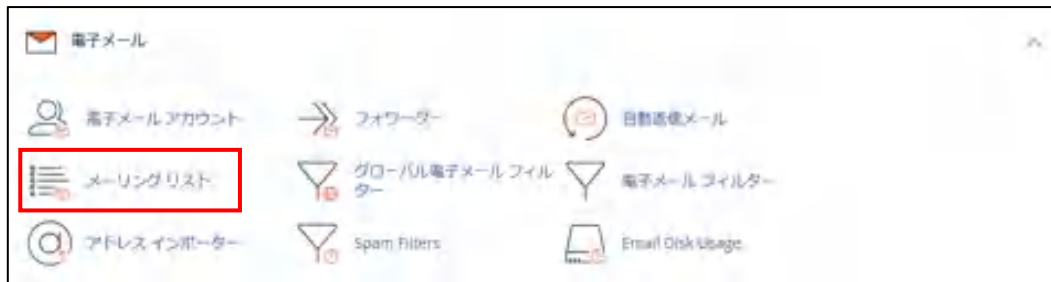 電子メール
電子メール アカウント
フォワーダー
自動返信メール
メーリング リスト
グローバル電子メール フィル
ター
電子メール フィルター
アドレス インポーター
Spam Filters
Email Disk Usage